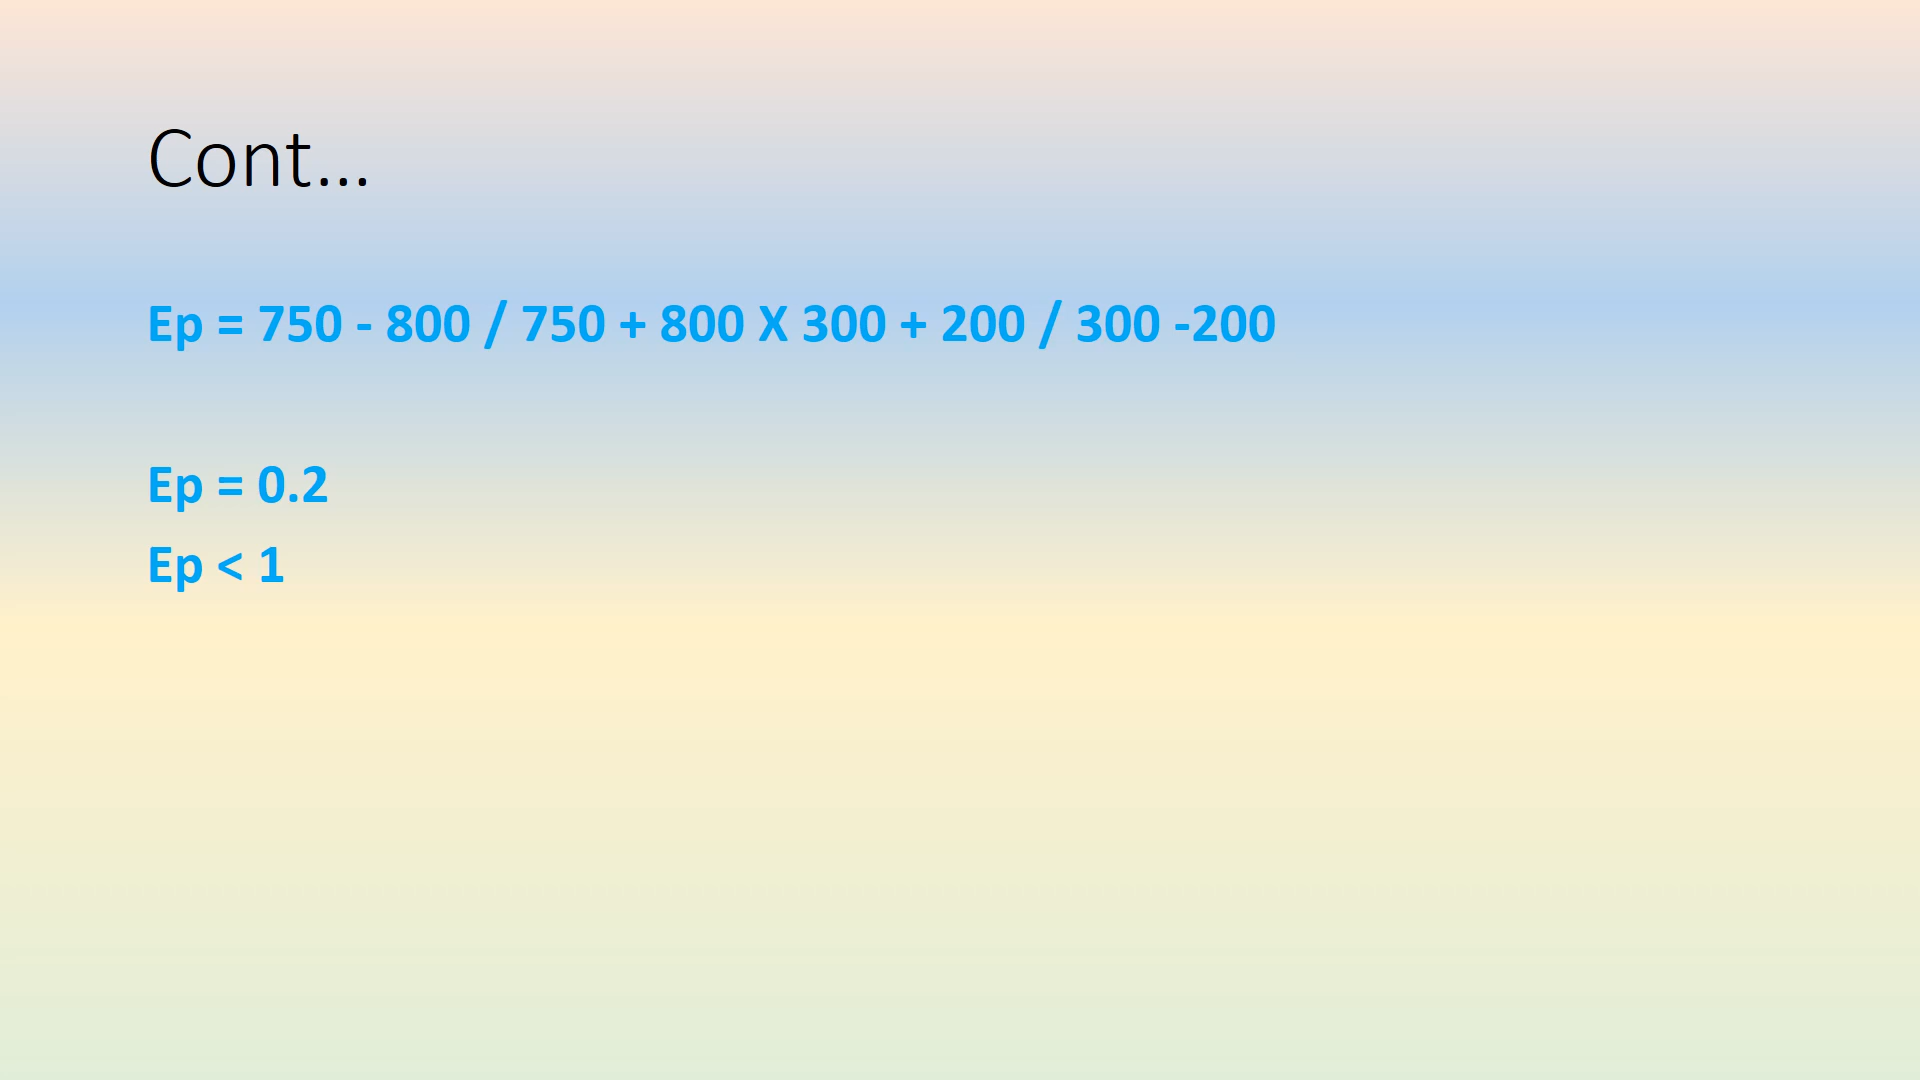 Cont...
Ep = 750 - 800 / 750 + 800 X 300 + 200 / 300 -200
Ep = 0.2
Ep < 1